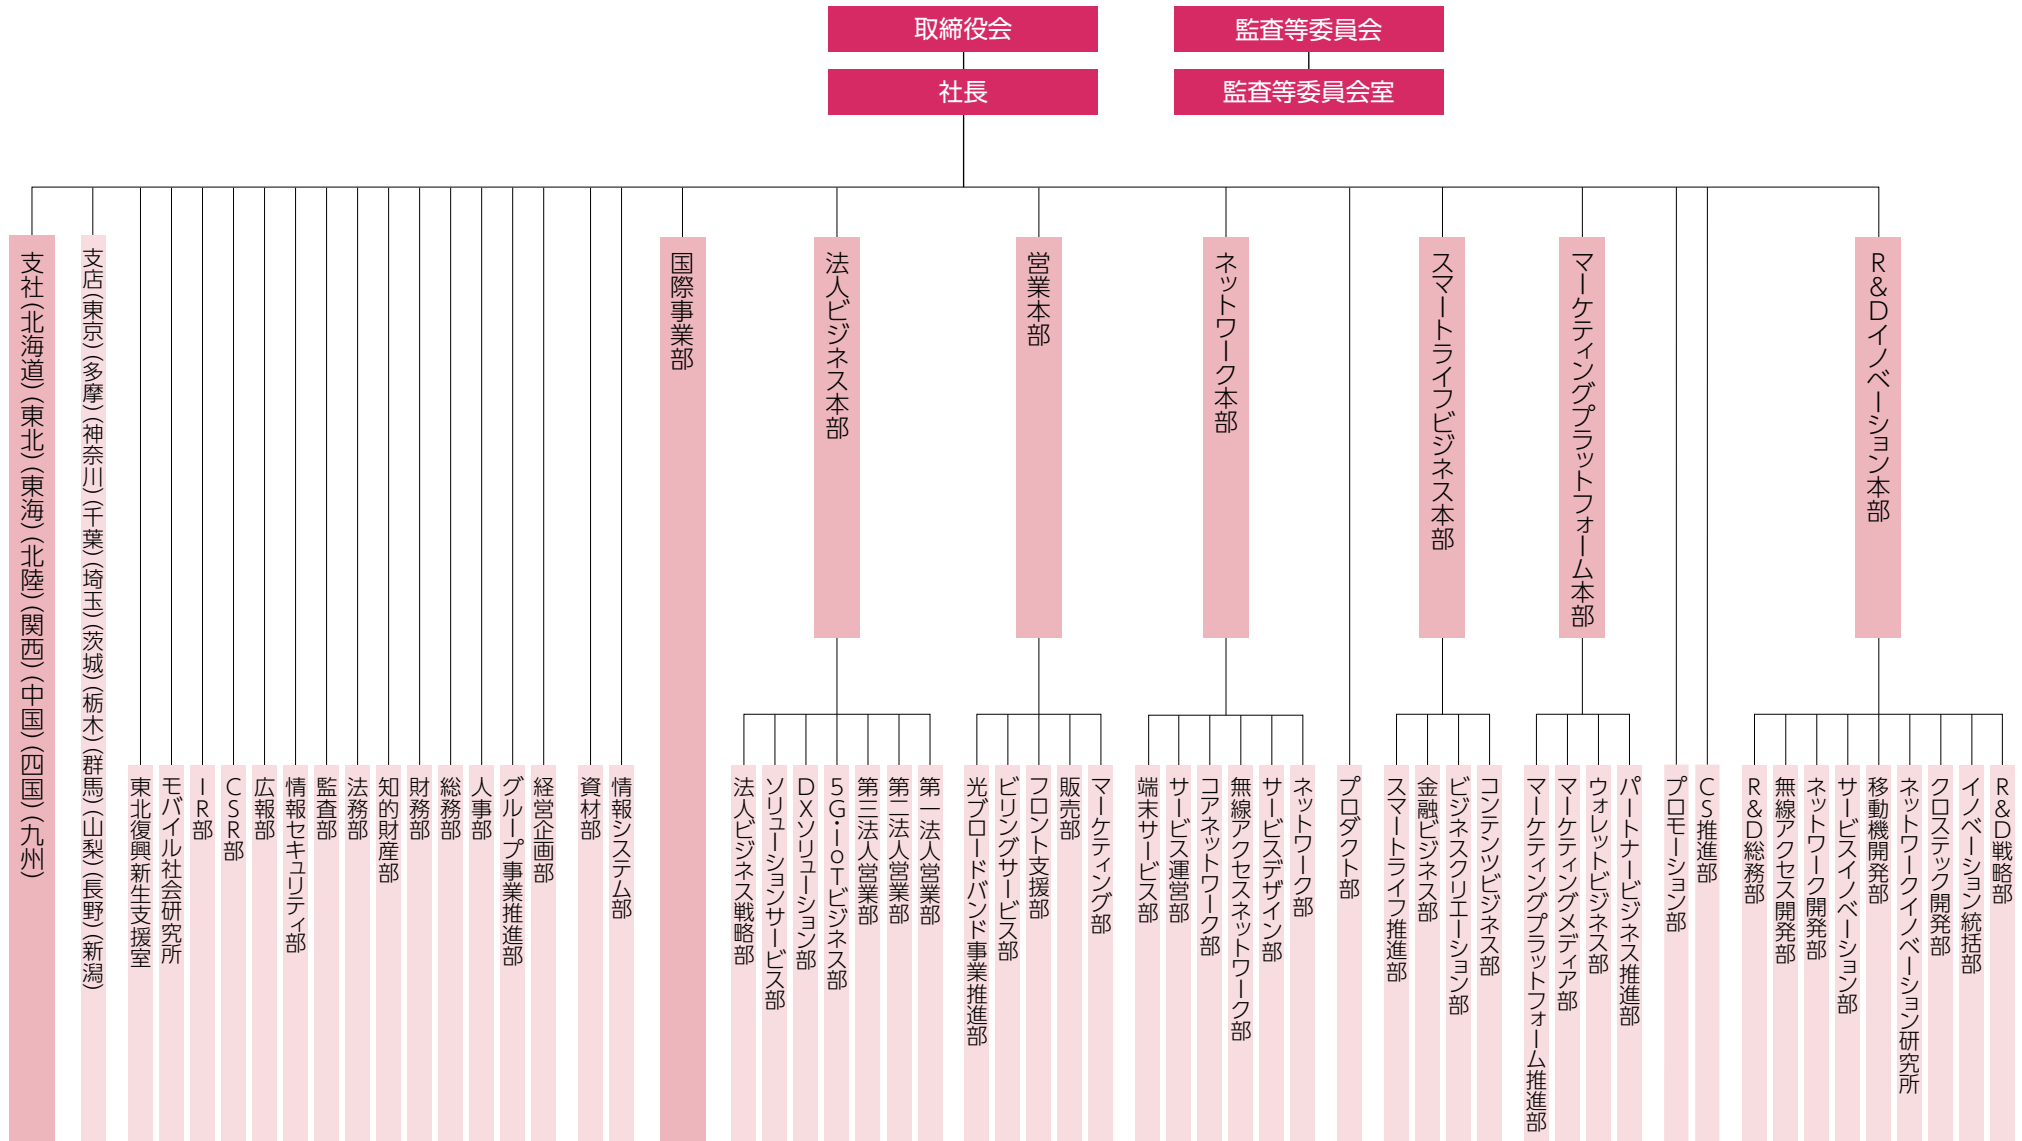 取締役会
監査等委員会
社長
監査等委員会室
支社(北海道)(東北)(東海)(北陸)(関西)(中国)(四国)(九州)
支店(東京)(多摩)(神奈川)(千葉)(埼玉)(茨城)(栃木)(群馬)(山梨)(長野)(新潟)
国際事業部
法人ビジネス本部
営業本部
ネットワーク本部
スマートライフビジネス本部
マーケティングプラットフォーム本部
R&Dイノベーション本部
東北復興新生支援室
モバイル社会研究所
IR部
CSR部
広報部
情報セキュリティ部
監査部
法務部
知的財産部
財務部
総務部
人事部
グループ事業推進部
経営企画部
資材部
情報システム部
法人ビジネス戦略部
ソリューションサービス部
DXソリューション部
5G・IoTビジネス部
第三法人営業部
第二法人営業部
第一法人営業部
光ブロードバンド事業推進部
ビリングサービス部
フロント支援部
販売部
マーケティング部
端末サービス部
サービス運営部
コアネットワーク部
無線アクセスネットワーク部
サービスデザイン部
ネットワーク部
プロダクト部
スマートライフ推進部
金融ビジネス部
ビジネスクリエーション部
コンテンツビジネス部
マーケティングプラットフォーム推進部
マーケティングメディア部
ウォレットビジネス部
パートナービジネス推進部
プロモーション部
CS推進部
R&D総務部
無線アクセス開発部
ネットワーク開発部
サービスイノベーション部
移動機開発部
ネットワークイノベーション研究所
クロステック開発部
イノベーション統括部
R&D戦略部